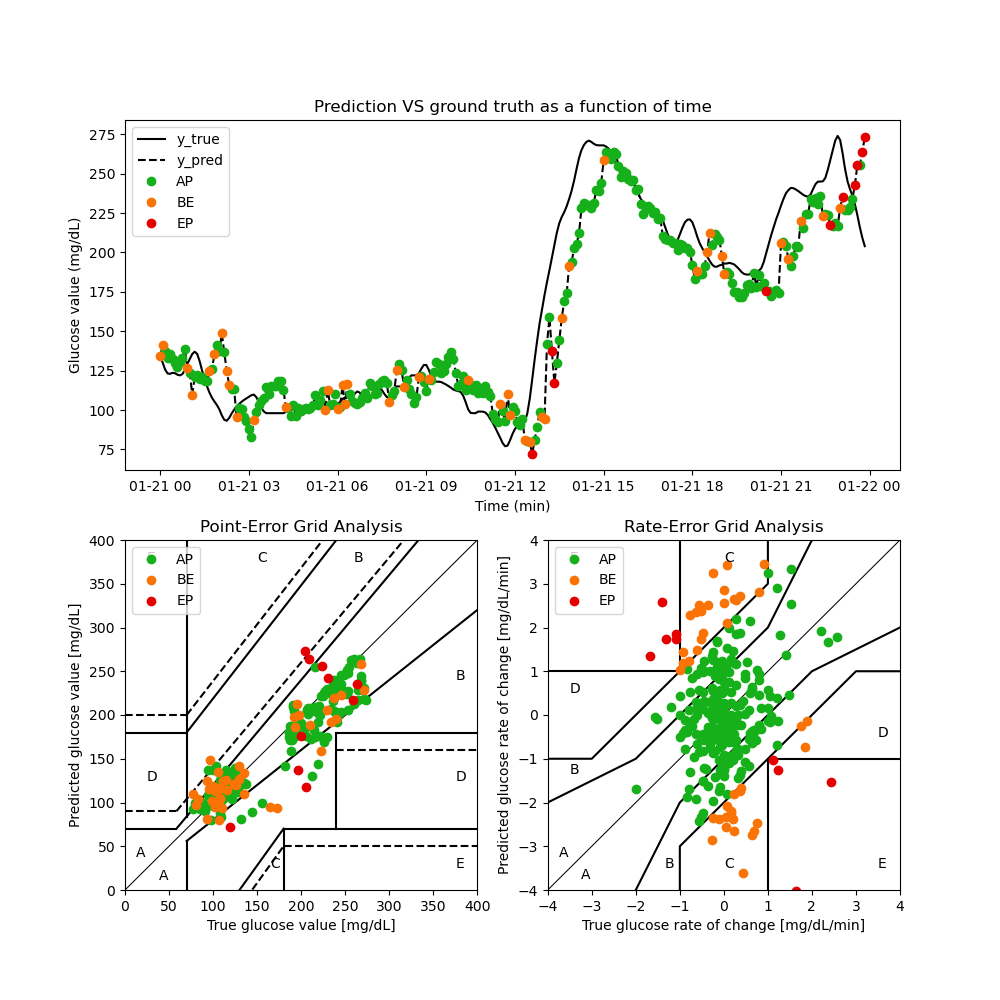 Prediction VS ground truth as a function of time
Glucose value (mg/dL)
275
250
225
200
175
150
125
100
75
y_true
y_pred
AP
BE
EP
01-21 00 01-21 03 01-21 06 01-21 09 01-21 12 01-21 15 01-21 18 01-21 21 01-22 00
Time (min)
Point-Error Grid Analysis
Predicted glucose value [mg/dL]
400
350
300
250
200
150
100
50
0
AP
BE
EP
C B
B
D D
A
A C E
0 50 100 150 200 250 300 350 400
True glucose value [mg/dL]
Rate-Error Grid Analysis
Predicted glucose rate of change [mg/dL/min]
4
3
2
1
0
−1
−2
−3
−4
AP
BE
EP
C
D
D
B
A
A B C E
−4 −3 −2 −1 0 1 2 3 4
True glucose rate of change [mg/dL/min]